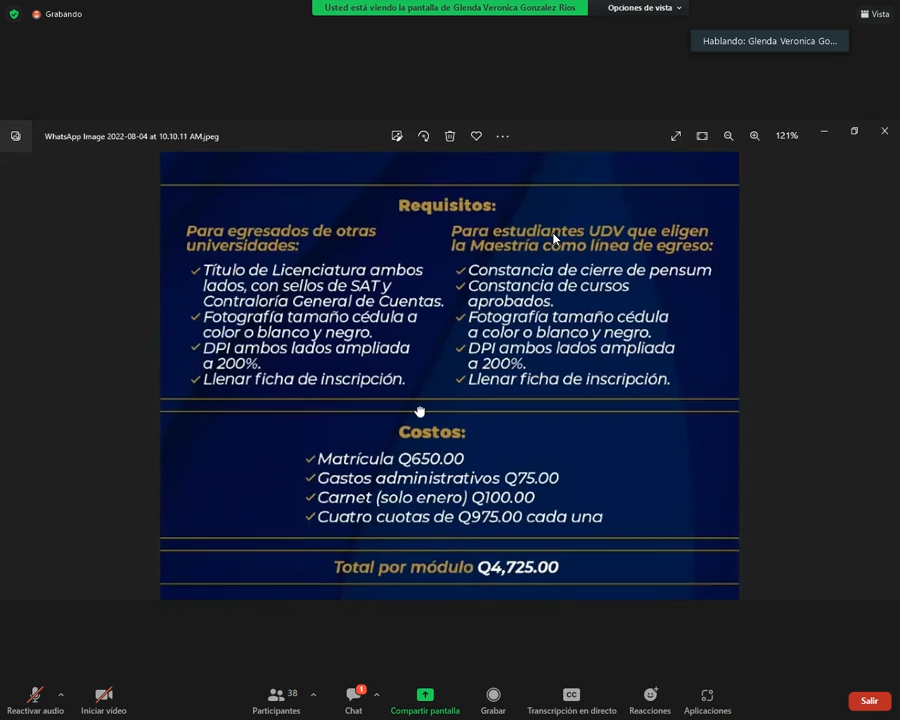 Grabando
Usted está viendo la pantalla de Glenda Veronica Gonzalez Rios
Opciones de vista
Vista
Hablando: Glenda Veronica Go...
WhatsApp Image 2022-08-04 at 10.10.11 AM.jpeg
121%
Requisitos:
Para egresados de otras
universidades:
Título de Licenciatura ambos
lados, con sellos de SAT y
Contraloría General de Cuentas.
Fotografía tamaño cédula a
color o blanco y negro.
DPI ambos lados ampliada
a 200%.
Llenar ficha de inscripción.
Para estudiantes UDV que eligen
la Maestría como línea de egreso:
Constancia de cierre de pensum
Constancia de cursos
aprobados.
Fotografía tamaño cédula
a color o blanco y negro.
DPI ambos lados ampliada
a 200%.
Llenar ficha de inscripción.
Costos:
Matrícula Q650.00
Gastos administrativos Q75.00
Carnet (solo enero) Q100.00
Cuatro cuotas de Q975.00 cada una
Total por módulo Q4,725.00
Reactivar audio
Iniciar video
38
Participantes
1
Chat
Compartir pantalla
Grabar
CC
Transcripción en directo
Reacciones
Aplicaciones
Salir